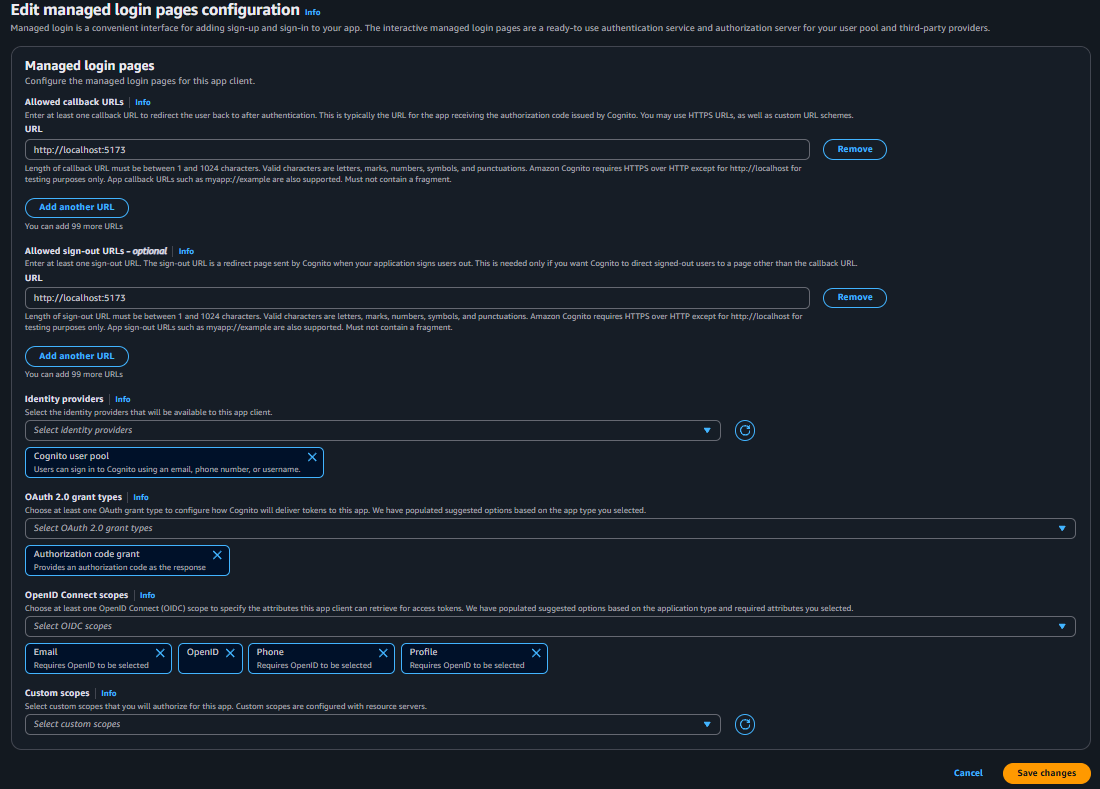 Edit managed login pages configuration Info
Managed login is a convenient interface for adding sign-up and sign-in to your app. The interactive managed login pages are a ready-to use authentication service and authorization server for your user pool and third-party providers.
Managed login pages
Configure the managed login pages for this app client.
Allowed callback URLs Info
Enter at least one callback URL to redirect the user back to after authentication. This is typically the URL for the app receiving the authorization code issued by Cognito. You may use HTTPS URLs, as well as custom URL schemes.
URL
http://localhost:5173 Remove
Length of callback URL must be between 1 and 1024 characters. Valid characters are letters, marks, numbers, symbols, and punctuations. Amazon Cognito requires HTTPS over HTTP except for http://localhost for
testing purposes only. App callback URLs such as myapp://example are also supported. Must not contain a fragment.
Add another URL
You can add 99 more URLs
Allowed sign-out URLs – optional Info
Enter at least one sign-out URL. The sign-out URL is a redirect page sent by Cognito when your application signs users out. This is needed only if you want Cognito to direct signed-out users to a page other than the callback URL.
URL
http://localhost:5173 Remove
Length of sign-out URL must be between 1 and 1024 characters. Valid characters are letters, marks, numbers, symbols, and punctuations. Amazon Cognito requires HTTPS over HTTP except for http://localhost for
testing purposes only. App sign-out URLs such as myapp://example are also supported. Must not contain a fragment.
Add another URL
You can add 99 more URLs
Identity providers Info
Select the identity providers that will be available to this app client.
Select identity providers
Cognito user pool
Users can sign in to Cognito using an email, phone number, or username.
OAuth 2.0 grant types Info
Choose at least one OAuth grant type to configure how Cognito will deliver tokens to this app. We have populated suggested options based on the app type you selected.
Select OAuth 2.0 grant types
Authorization code grant
Provides an authorization code as the response
OpenID Connect scopes Info
Choose at least one OpenID Connect (OIDC) scope to specify the attributes this app client can retrieve for access tokens. We have populated suggested options based on the application type and required attributes you selected.
Select OIDC scopes
Email OpenID Phone Profile
Requires OpenID to be selected Requires OpenID to be selected Requires OpenID to be selected
Custom scopes Info
Select custom scopes that you will authorize for this app. Custom scopes are configured with resource servers.
Select custom scopes
Cancel Save changes